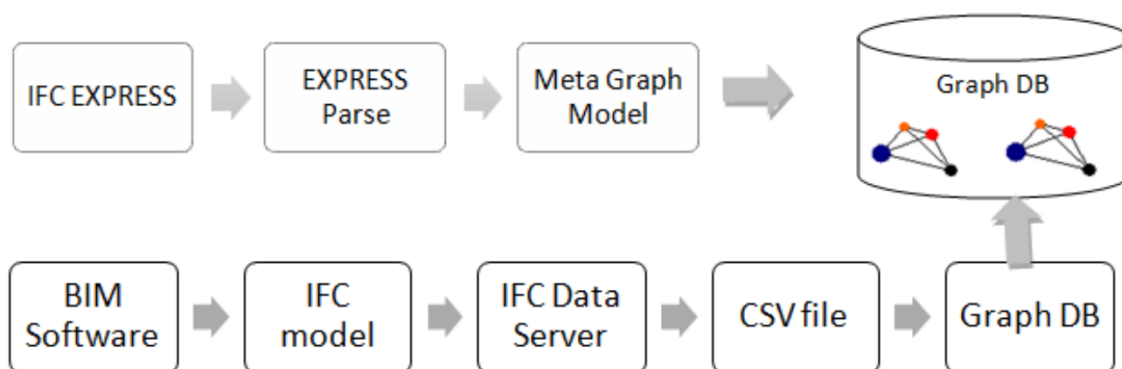 IFC EXPRESS
EXPRESS
Parse
Meta Graph
Model
Graph DB
BIM
Software
IFC
model
IFC Data
Server
CSV file
Graph DB